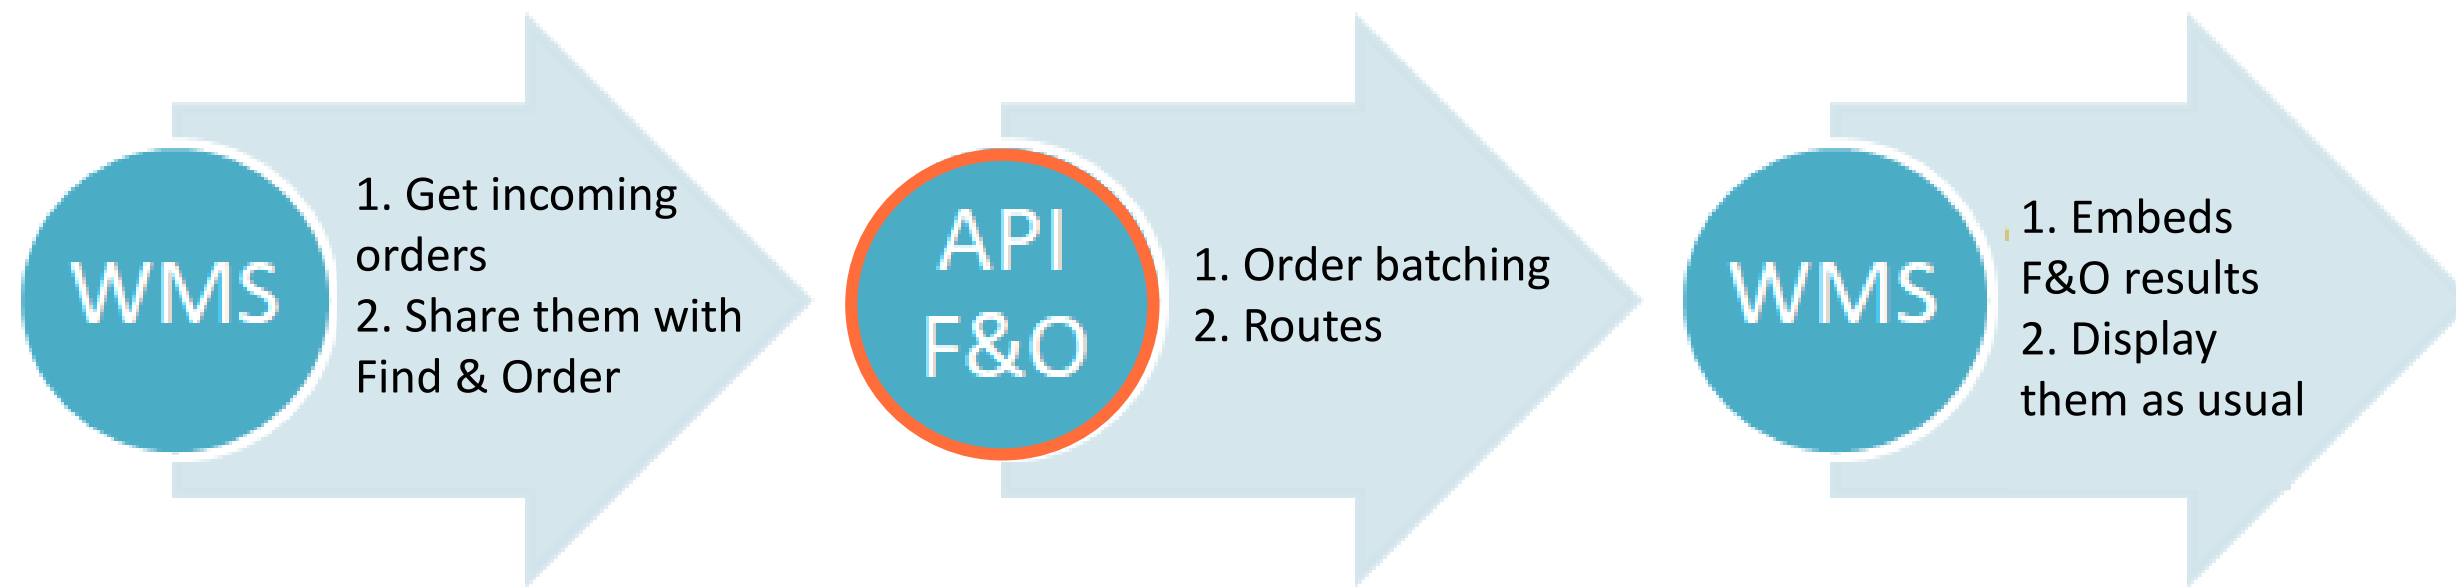 WMS
1. Get incoming
orders
2. Share them with
Find & Order
API
F&O
1. Order batching
2. Routes
WMS
1. Embeds
F&O results
2. Display
them as usual